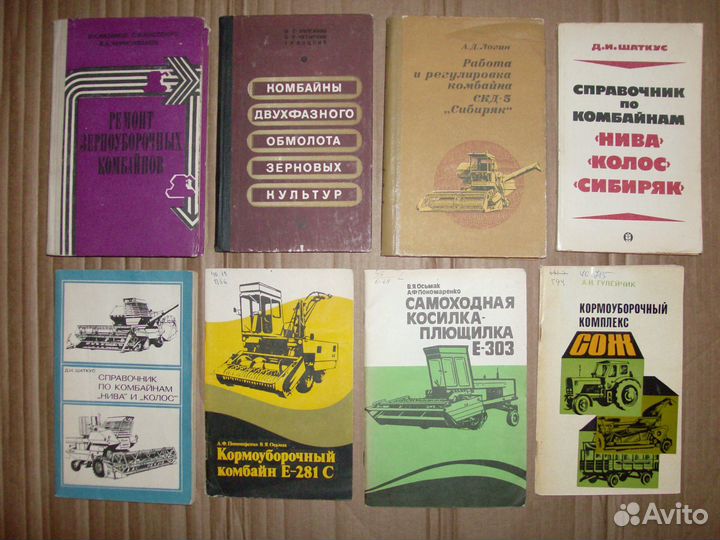 РЕМОНТ
ЗЕРНОУБОРОЧНЫХ
КОМБАЙНОВ
КОМБАЙНЫ
ДВУХФАЗНОГО
ОБМОЛОТА
ЗЕРНОВЫХ
КУЛЬТУР
А.Д. Логин
Работа
и регулировка
комбайна
СКД-5
„Сибиряк"
Д.И. ШАТКУС
СПРАВОЧНИК
ПО
КОМБАЙНАМ
‹НИВА›
‹КОЛОС›
‹СИБИРЯК›
Д.И. ШАТКУС
СПРАВОЧНИК
ПО КОМБАЙНАМ
„НИВА" И „КОЛОС"
А.Ф. Пономаренко В.Я. Осьмак
Кормоуборочный
комбайн Е-281 С
В.Я Осьмак
А.Ф Пономаренко
САМОХОДНАЯ
КОСИЛКА-
ПЛЮЩИЛКА
Е-303
А.И. ГУЛЕЙЧИК
КОРМОУБОРОЧНЫЙ
КОМПЛЕКС
СОЖ
Avito